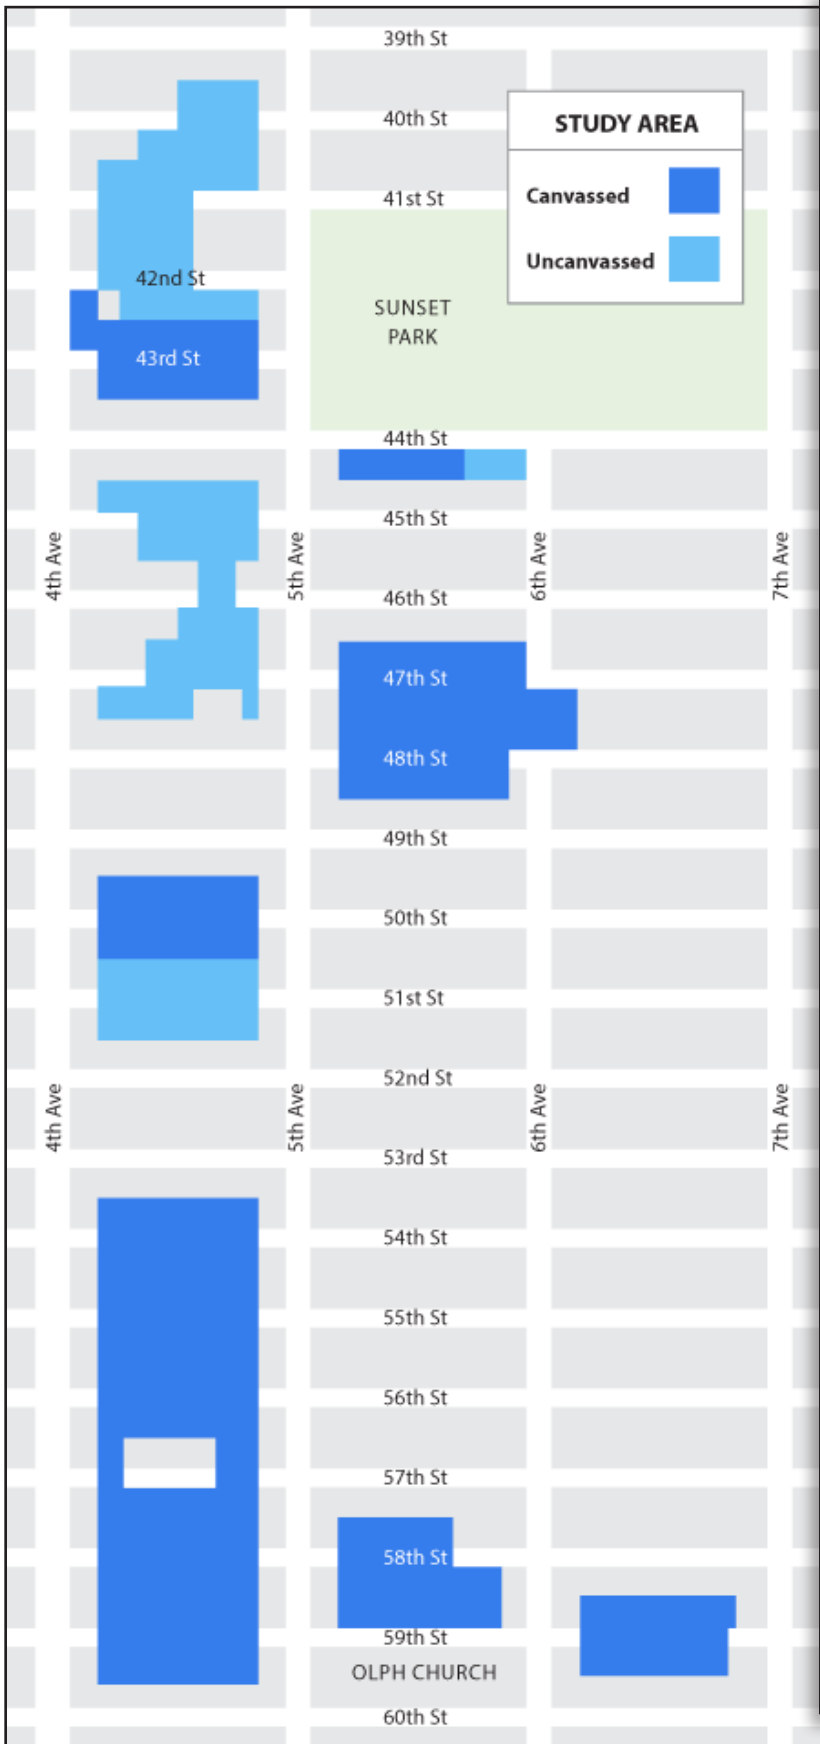 39th St
40th St
STUDY AREA
41st St
Canvassed
Uncanvassed
42nd St
SUNSET
PARK
43rd St
44th St
45th St
4th Ave
5th Ave
6th Ave
7th Ave
46th St
47th St
48th St
49th St
50th St
51st St
52nd St
4th Ave
5th Ave
6th Ave
7th Ave
53rd St
54th St
55th St
56th St
57th St
58th St
59th St
OLPH CHURCH
60th St